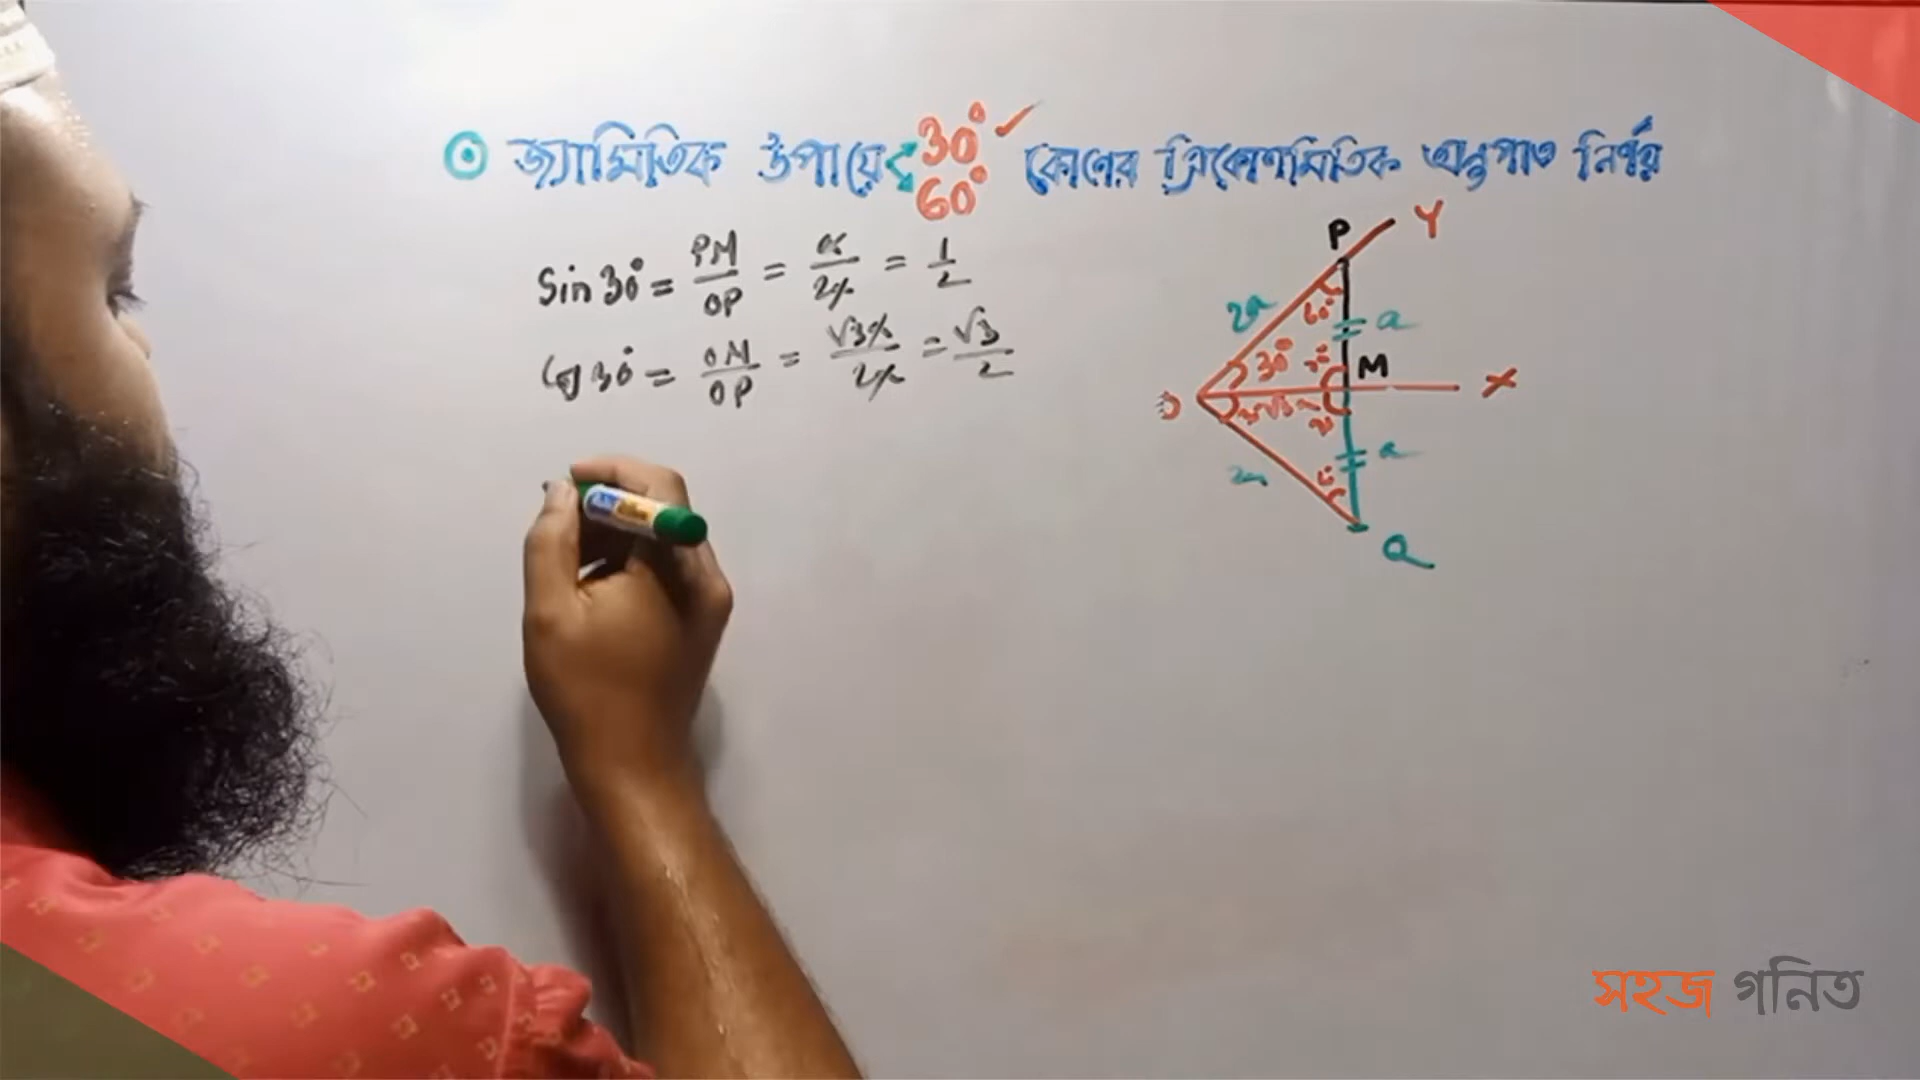 জ্যামিতিক উপায়ে 30° ✓ কোণের ত্রিকোণমিতিক অনুপাত নির্ণয়
60°
Sin 30° = PM/OP = a/2a = 1/2
Cos 30° = OM/OP = √3a/2a = √3/2
P Y
2a 60° a
30° M
O X
a
Q
সহজ গনিত